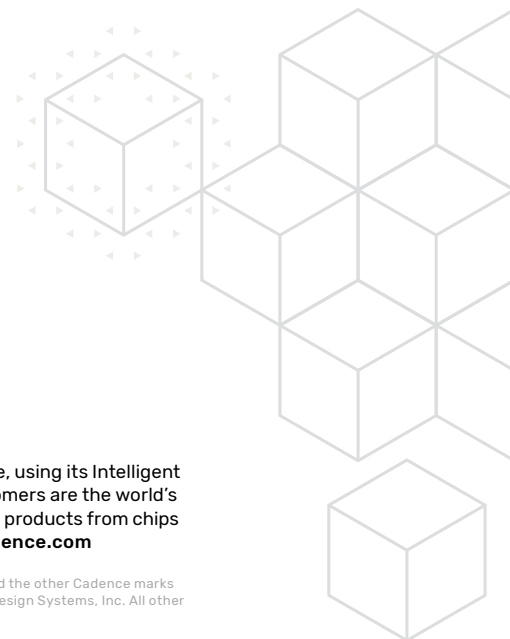 , using its Intelligent
omers are the world's
products from chips
ence.com
d the other Cadence marks
esign Systems, Inc. All other